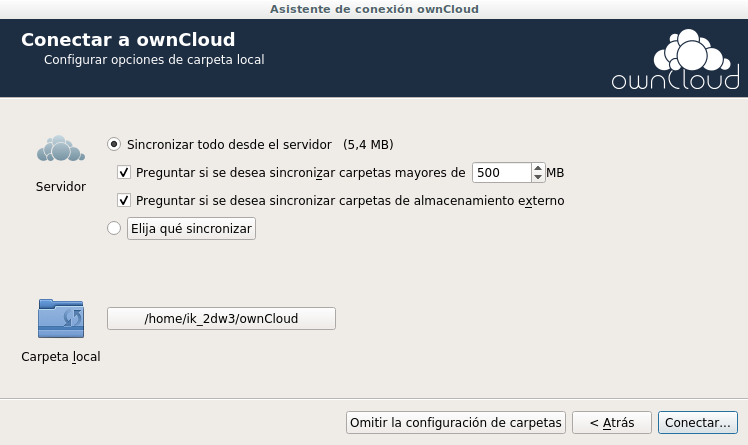 Asistente de conexión ownCloud
Conectar a ownCloud
Configurar opciones de carpeta local
ownCloud
Sincronizar todo desde el servidor (5,4 MB)
Preguntar si se desea sincronizar carpetas mayores de 500 MB
Servidor
Preguntar si se desea sincronizar carpetas de almacenamiento externo
Elija qué sincronizar
/home/ik_2dw3/ownCloud
Carpeta local
Omitir la configuración de carpetas < Atrás Conectar...